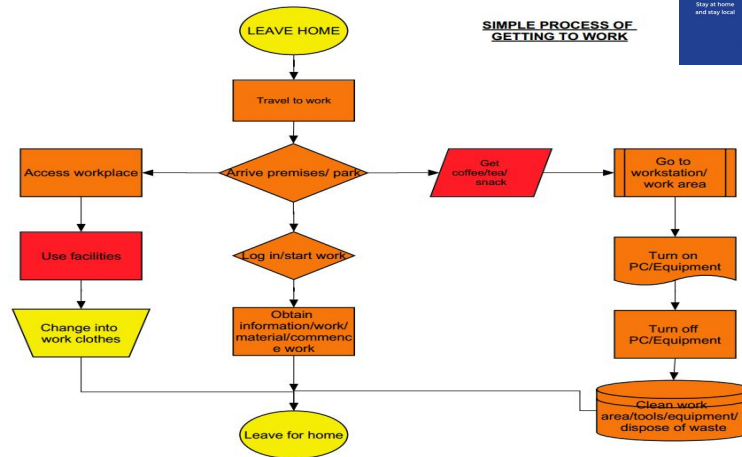 Stay at home
and stay local
SIMPLE PROCESS OF
GETTING TO WORK
LEAVE HOME
Travel to work
Arrive premises/ park
Access workplace
Use facilities
Change into
work clothes
Log in/start work
Obtain
information/work/
material/commenc
e work
Get
coffee/tea/
snack
Go to
workstation/
work area
Turn on
PC/Equipment
Turn off
PC/Equipment
Clean work
area/tools/equipment/
dispose of waste
Leave for home